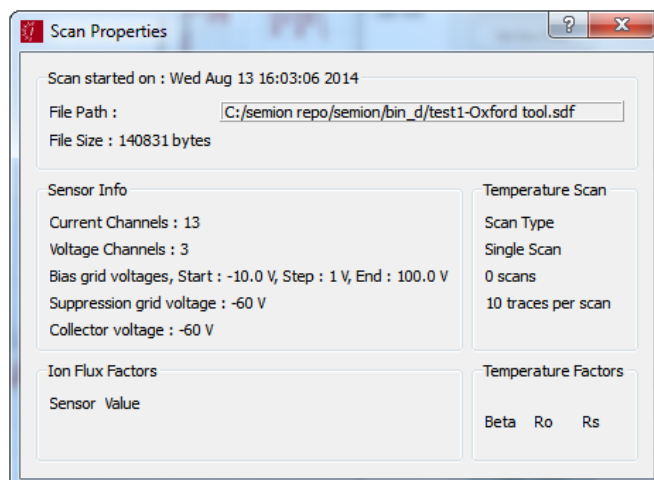 Scan Properties
Scan started on : Wed Aug 13 16:03:06 2014
File Path : C:/semion repo/semion/bin_d/test1-Oxford tool.sdf
File Size : 140831 bytes
Sensor Info
Current Channels : 13
Voltage Channels : 3
Bias grid voltages, Start : -10.0 V, Step : 1 V, End : 100.0 V
Suppression grid voltage : -60 V
Collector voltage : -60 V
Temperature Scan
Scan Type
Single Scan
0 scans
10 traces per scan
Ion Flux Factors
Sensor Value
Temperature Factors
Beta Ro Rs